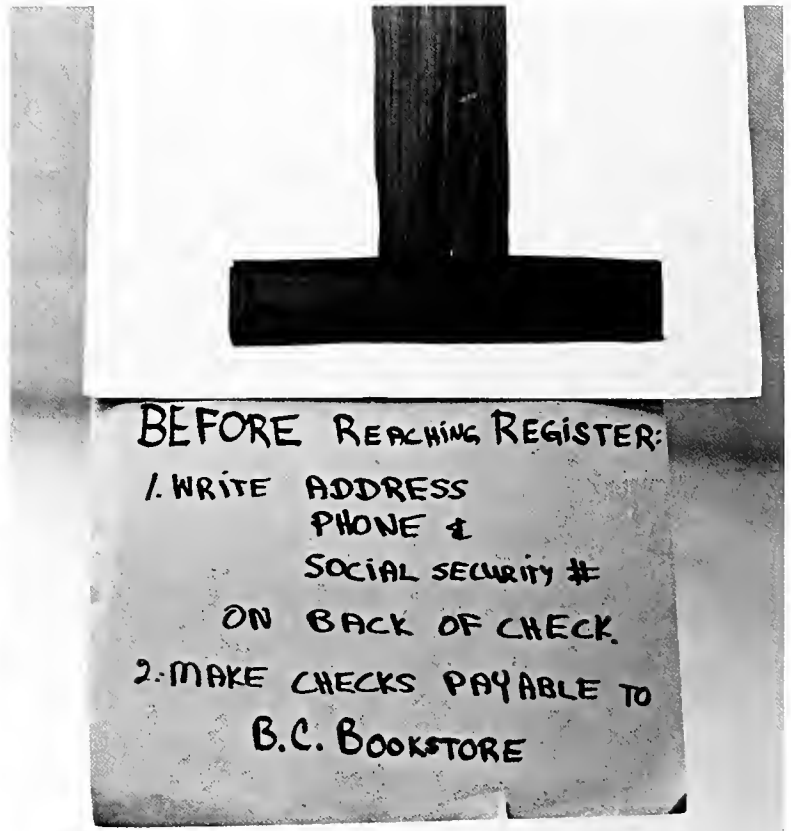 BEFORE REACHING REGISTER:
1. WRITE ADDRESS
PHONE &
SOCIAL SECURITY #
ON BACK OF CHECK.
2. MAKE CHECKS PAYABLE TO
B.C. BOOKSTORE